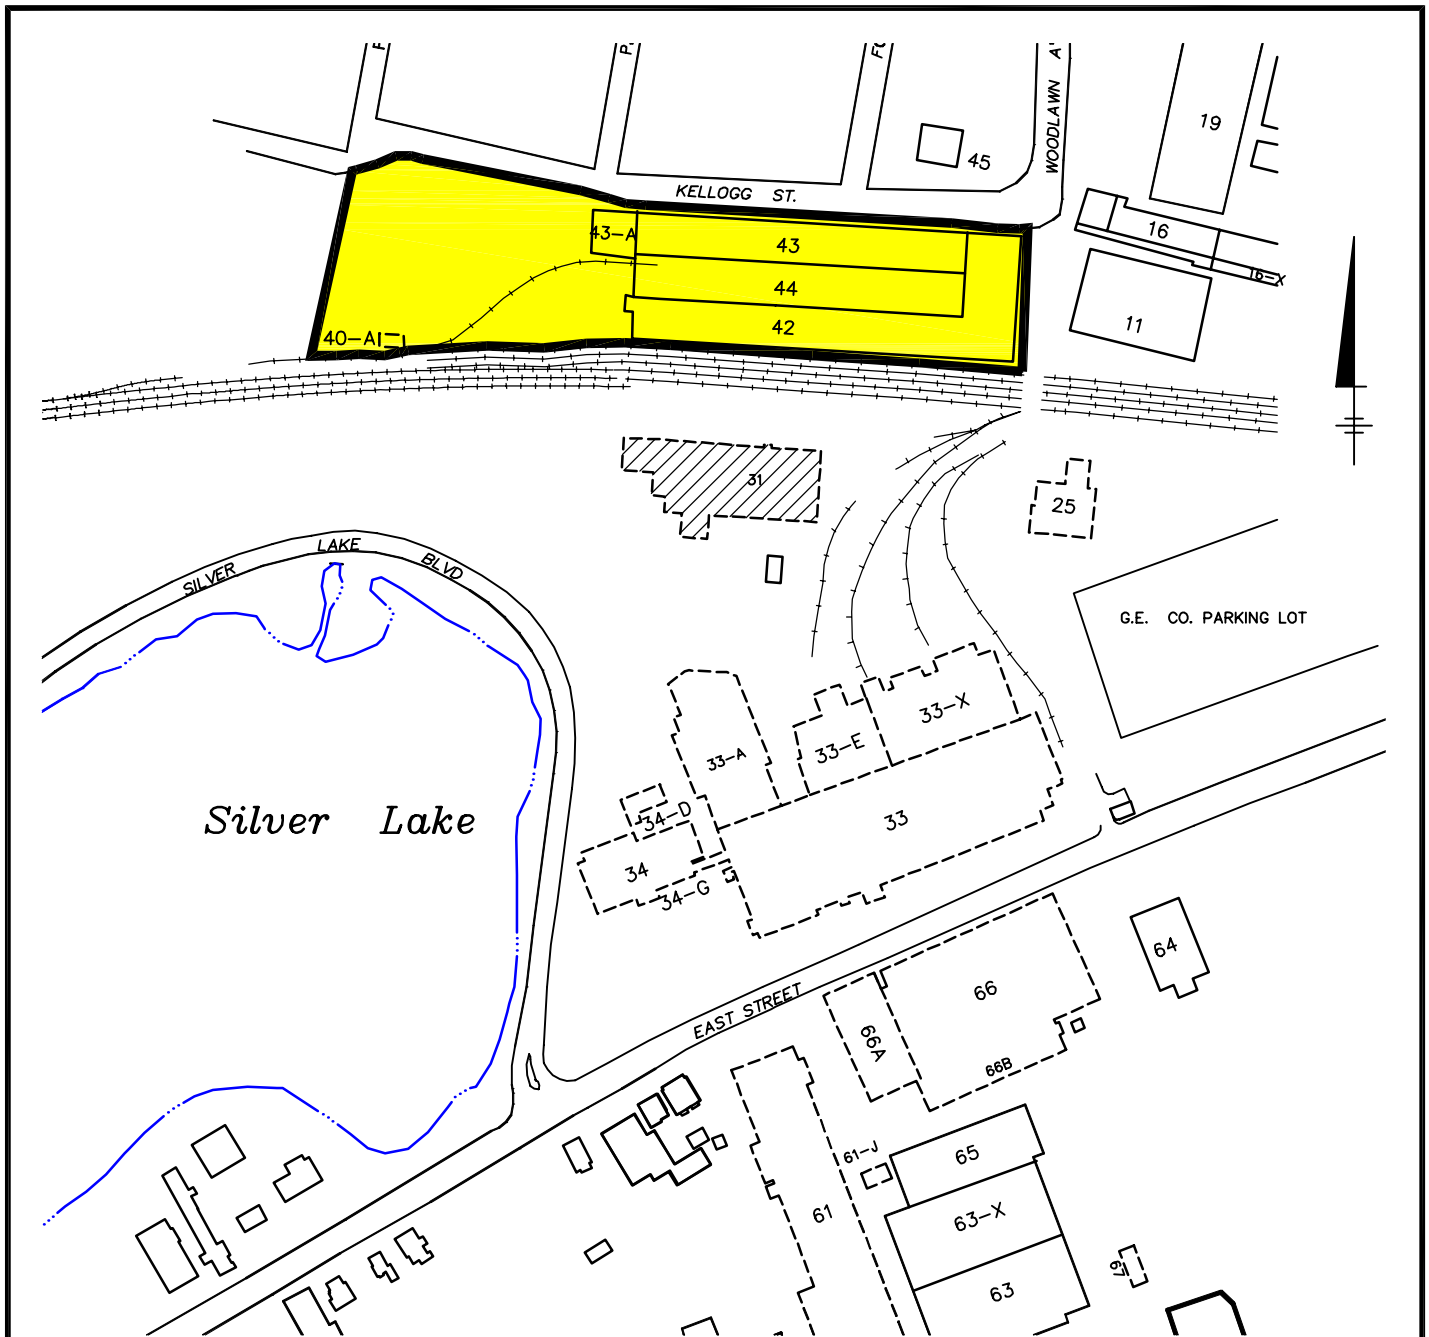 WOODLAWN
19
45
KELLOGG ST.
43-A
43
16
16-X
44
11
40-A
42
31
25
SILVER LAKE BLVD
G.E. CO. PARKING LOT
33-X
33-E
33-A
Silver Lake
34-D
33
34
34-G
64
66
EAST STREET
66A
66B
61-J
65
61
63-X
67
63